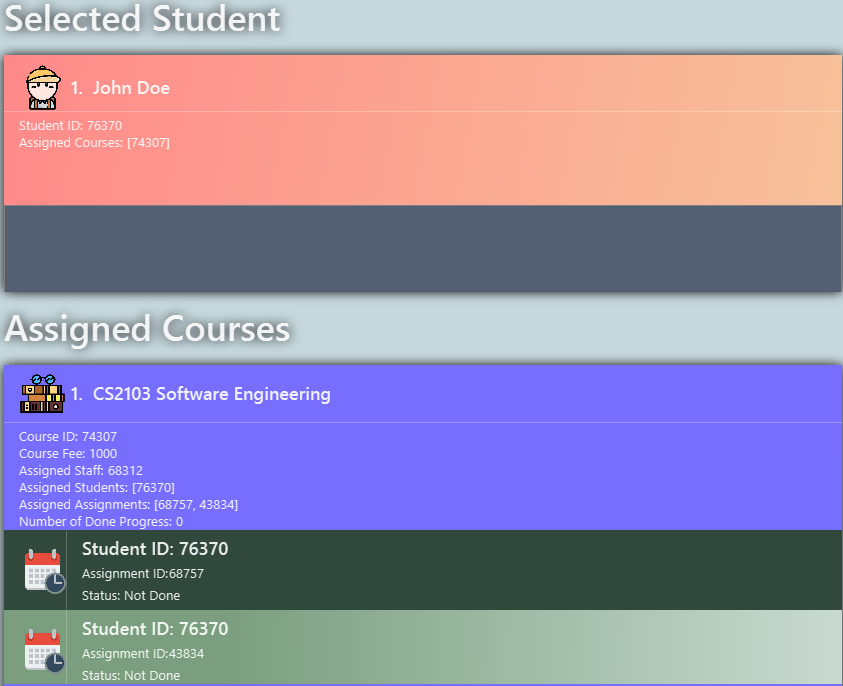 Selected Student
1. John Doe
Student ID: 76370
Assigned Courses: [74307]
Assigned Courses
1. CS2103 Software Engineering
Course ID: 74307
Course Fee: 1000
Assigned Staff: 68312
Assigned Students: [76370]
Assigned Assignments: [68757, 43834]
Number of Done Progress: 0
Student ID: 76370
Assignment ID:68757
Status: Not Done
Student ID: 76370
Assignment ID:43834
Status: Not Done